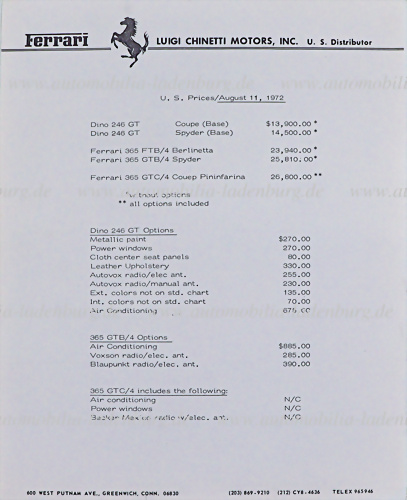 Ferrari LUIGI CHINETTI MOTORS, INC. U. S. Distributor
U. S. Prices/August 11, 1972
Dino 246 GT Coupe (Base) $13,900.00 *
Dino 246 GT Spyder (Base) 14,500.00 *
Ferrari 365 FTB/4 Berlinetta 23,940.00 *
Ferrari 365 GTB/4 Spyder 25,810.00 *
Ferrari 365 GTC/4 Couep Pininfarina 26,800.00 **
*without options
** all options included
Dino 246 GT Options
Metallic paint $270.00
Power windows 270.00
Cloth center seat panels 80.00
Leather Upholstery 330.00
Autovox radio/elec ant. 255.00
Autovox radio/manual ant. 230.00
Ext. colors not on std. chart 135.00
Int. colors not on std. chart 70.00
Air Conditioning 675.00
365 GTB/4 Options
Air Conditioning $885.00
Voxson radio/elec. ant. 285.00
Blaupunkt radio/elec. ant. 390.00
365 GTC/4 includes the following:
Air conditioning N/C
Power windows N/C
Becker Mexico radio w/elec. ant. N/C
600 WEST PUTNAM AVE., GREENWICH, CONN. 06830 (203) 869-9210 (212) CY8-4636 TELEX 965946
www.automobilia-ladenburg.de